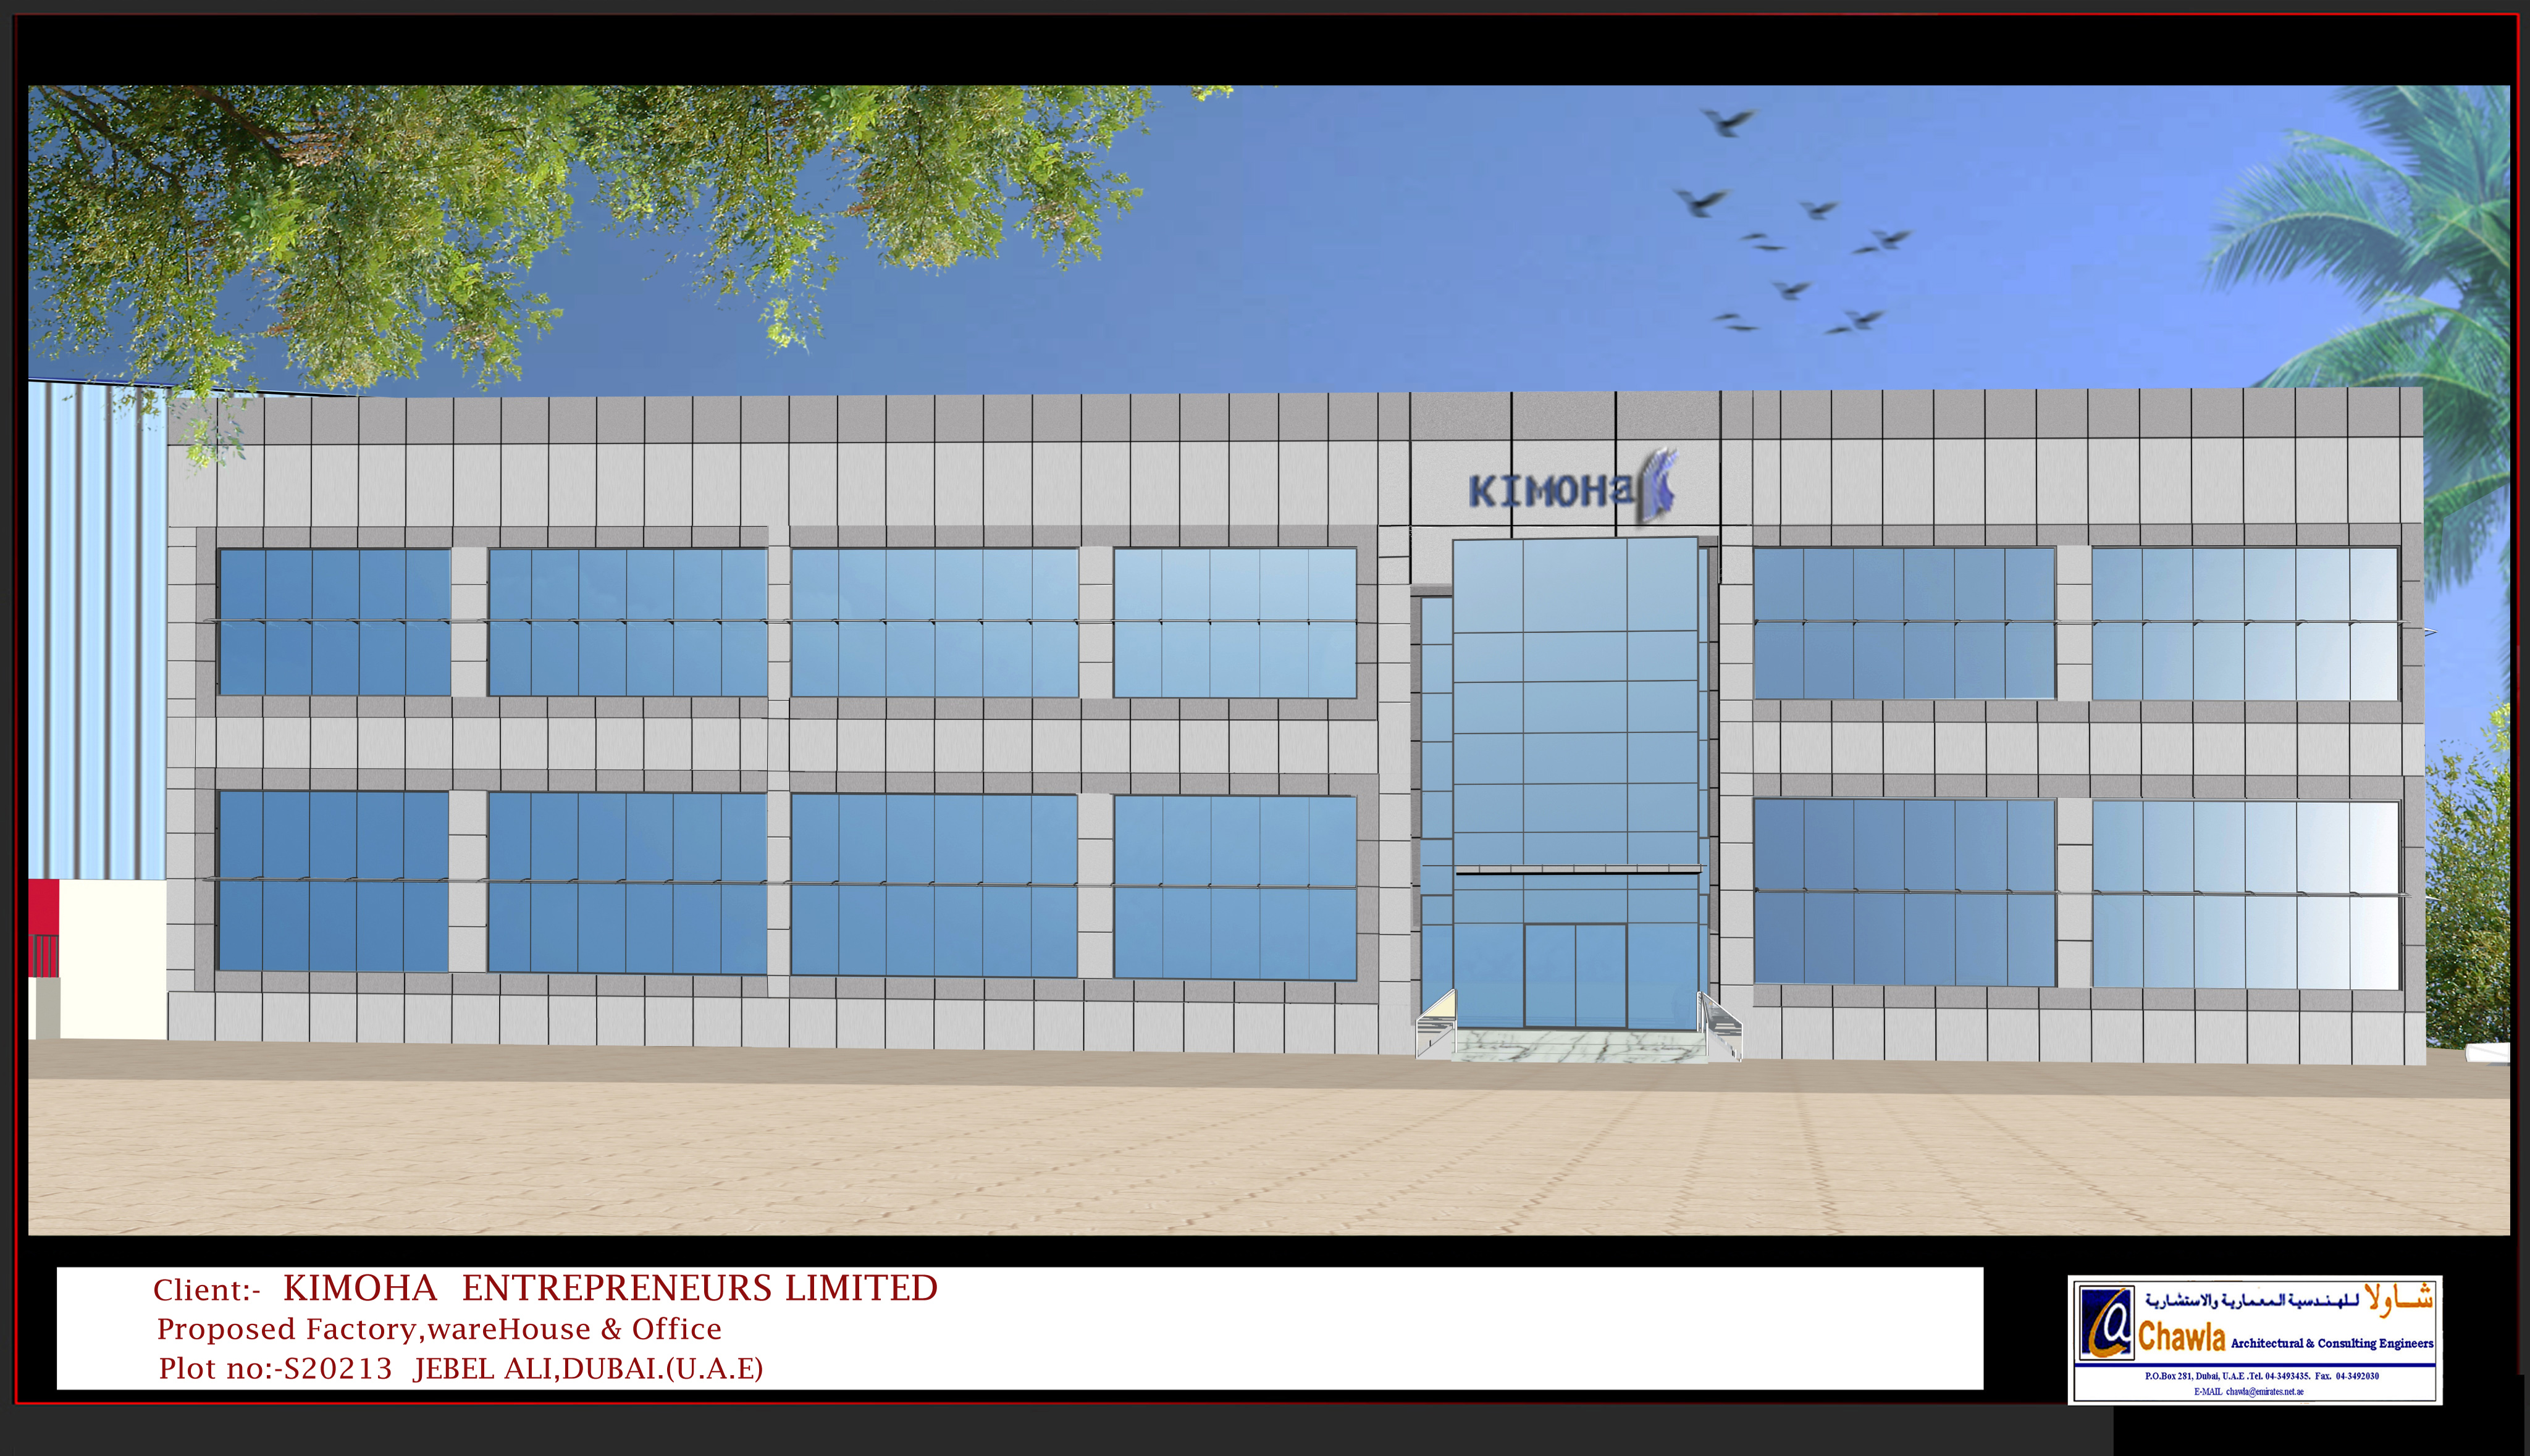 KIMOHa
Client:- KIMOHA ENTREPRENEURS LIMITED
Proposed Factory,wareHouse & Office
Plot no:-S20213 JEBEL ALI,DUBAI.(U.A.E)
شاولا للهندسية المعمارية والاستشارية
Chawla Architectural & Consulting Engineers
P.O.Box 281, Dubai, U.A.E .Tel. 04-3493435. Fax. 04-3492030
E-MAIL chawla@emirates.net.ae